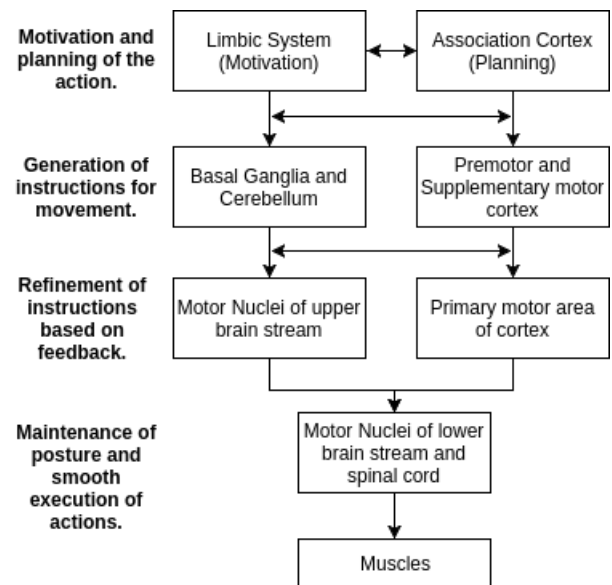 Motivation and
planning of the
action.
Limbic System
(Motivation)
Association Cortex
(Planning)
Generation of
instructions for
movement.
Basal Ganglia and
Cerebellum
Premotor and
Supplementary motor
cortex
Refinement of
instructions
based on
feedback.
Motor Nuclei of upper
brain stream
Primary motor area
of cortex
Maintenance of
posture and
smooth
execution of
actions.
Motor Nuclei of lower
brain stream and
spinal cord
Muscles